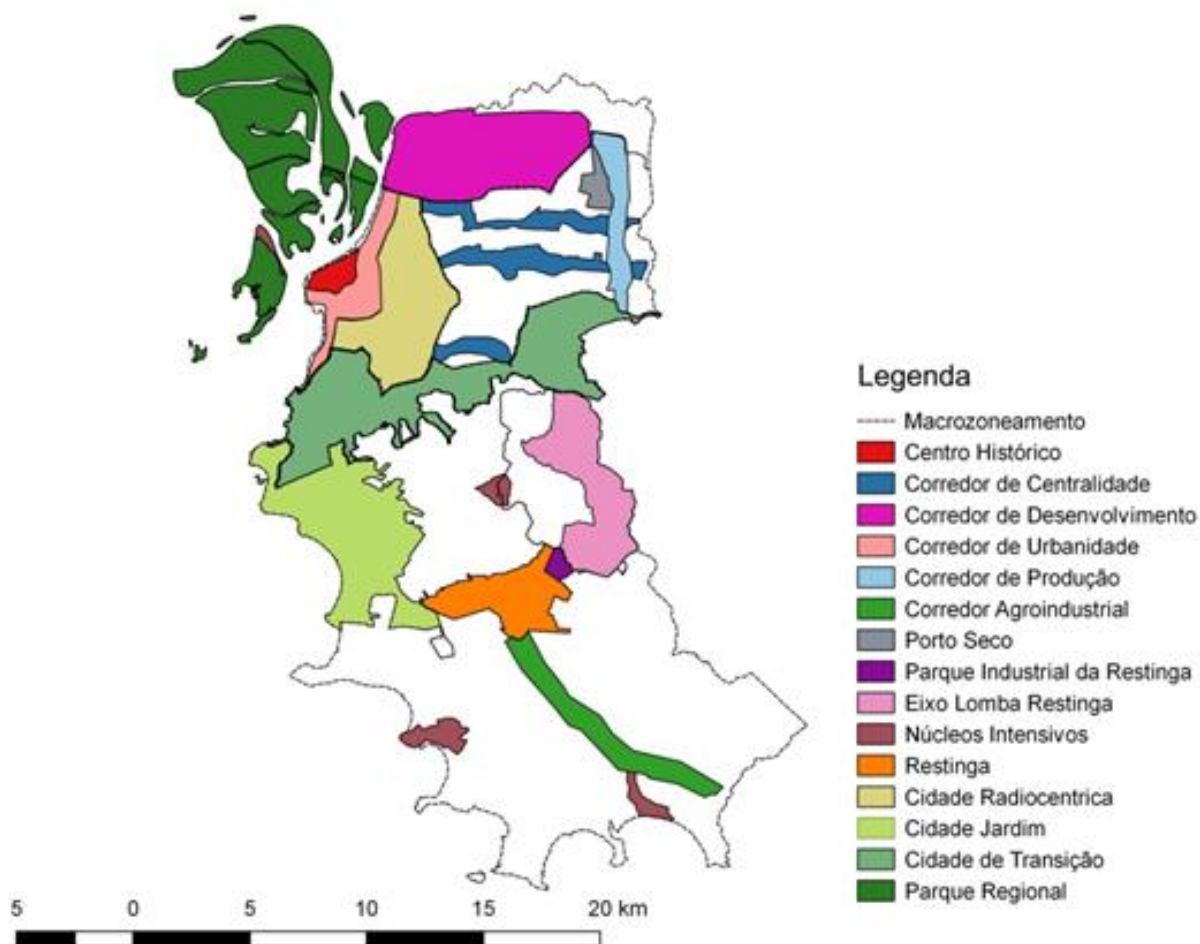 Legenda
Macrozoneamento
Centro Histórico
Corredor de Centralidade
Corredor de Desenvolvimento
Corredor de Urbanidade
Corredor de Produção
Corredor Agroindustrial
Porto Seco
Parque Industrial da Restinga
Eixo Lomba Restinga
Núcleos Intensivos
Restinga
Cidade Radiocentrica
Cidade Jardim
Cidade de Transição
Parque Regional
5 0 5 10 15 20 km